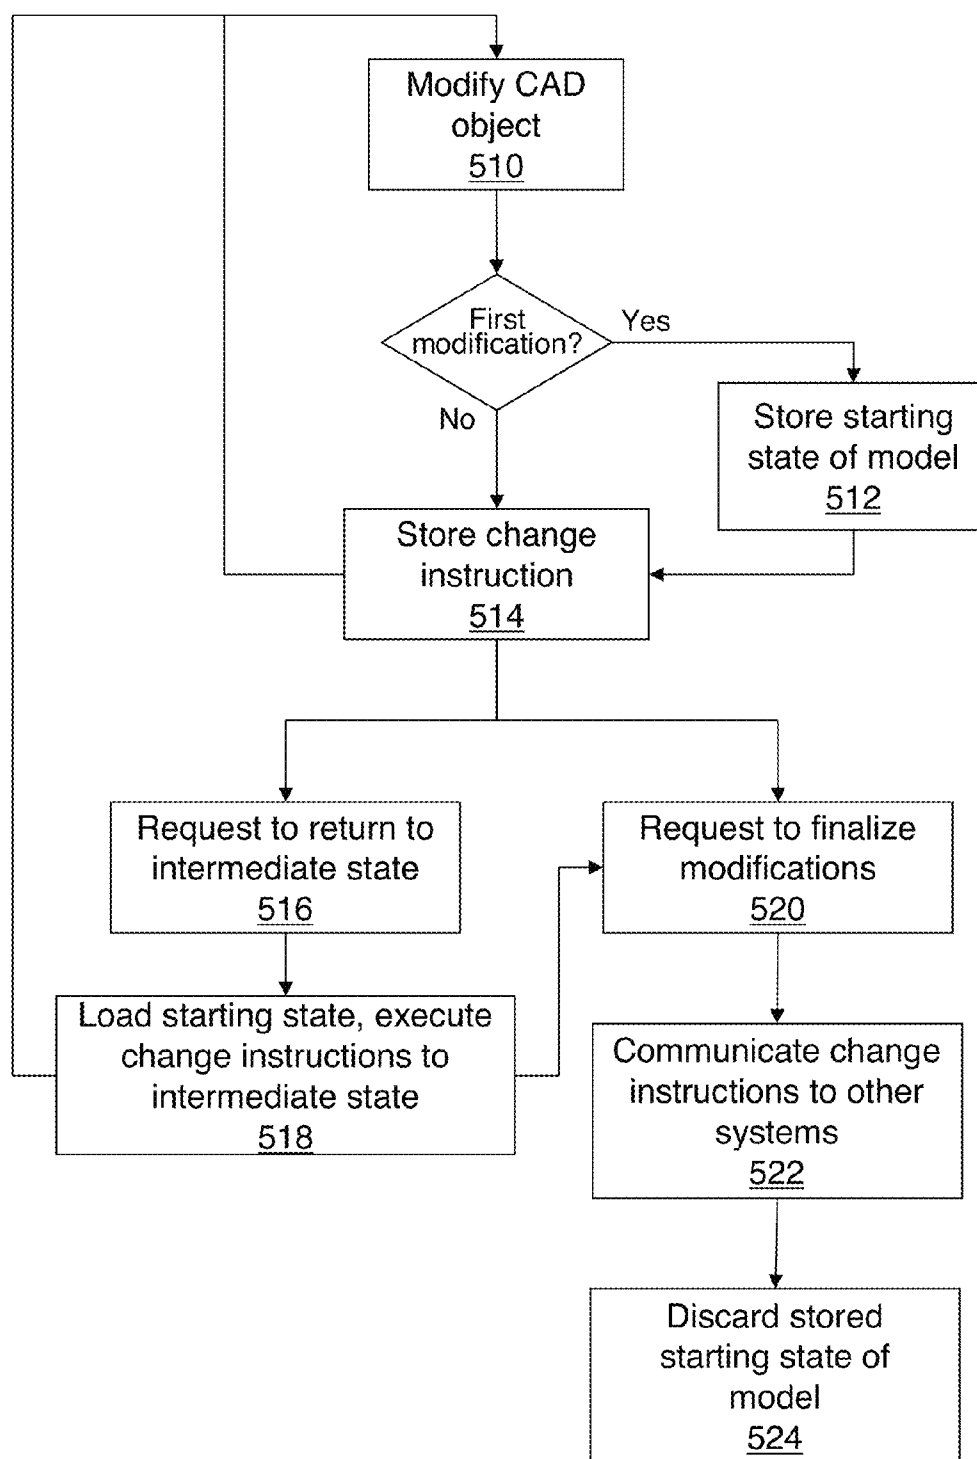 Modify CAD
object
510
First
modification?
Yes
No
Store starting
state of model
512
Store change
instruction
514
Request to return to
intermediate state
516
Request to finalize
modifications
520
Load starting state, execute
change instructions to
intermediate state
518
Communicate change
instructions to other
systems
522
Discard stored
starting state of
model
524